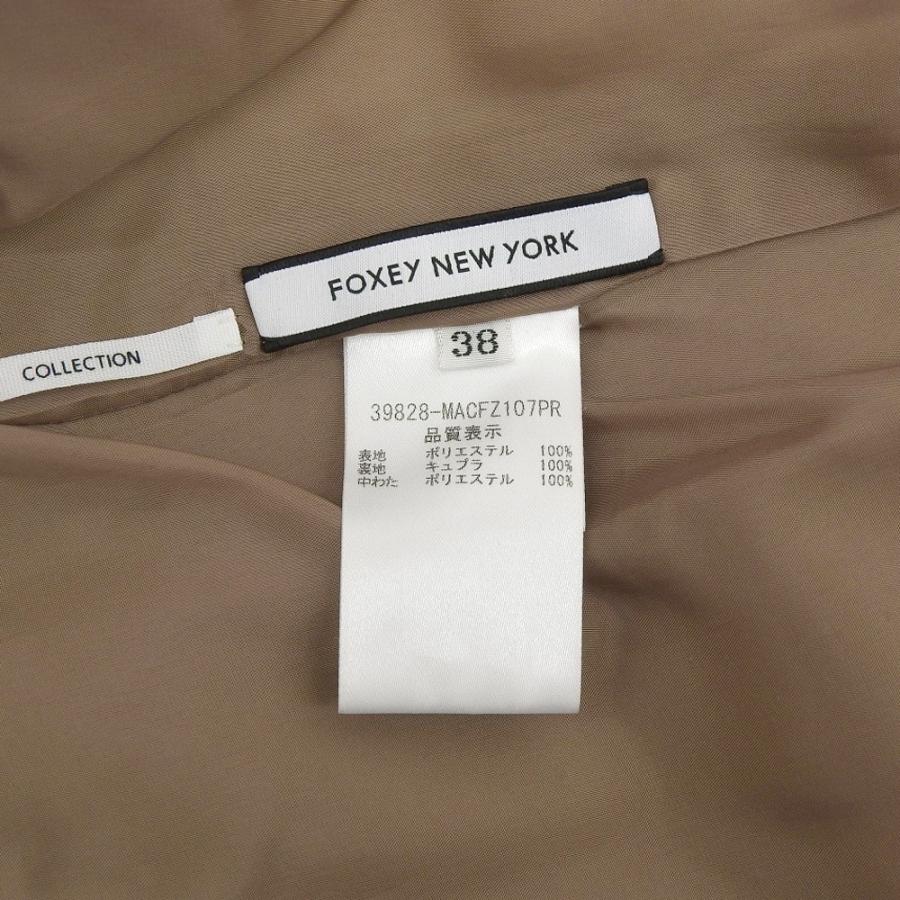 FOXEY NEW YORK
COLLECTION
38
39828-MACFZ107PR
品質表示
表地 ポリエステル 100%
裏地 キュプラ 100%
中わた ポリエステル 100%